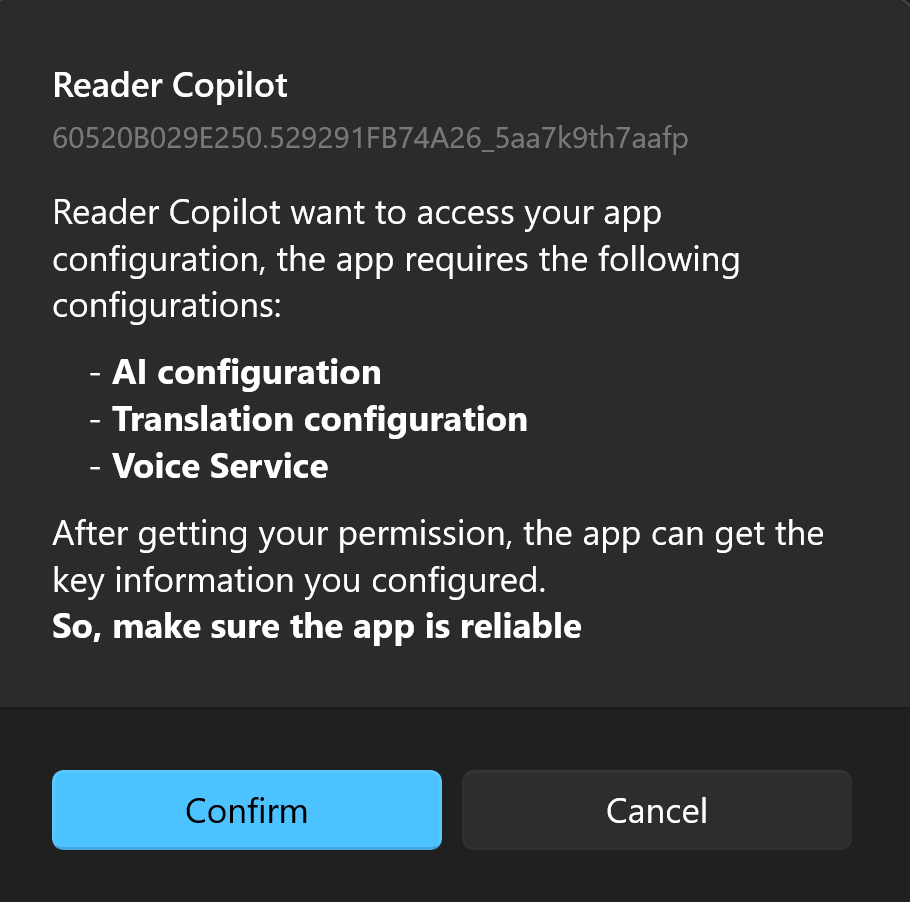 Reader Copilot
60520B029E250.529291FB74A26_5aa7k9th7aafp
Reader Copilot want to access your app
configuration, the app requires the following
configurations:
- AI configuration
- Translation configuration
- Voice Service
After getting your permission, the app can get the
key information you configured.
So, make sure the app is reliable
Confirm
Cancel